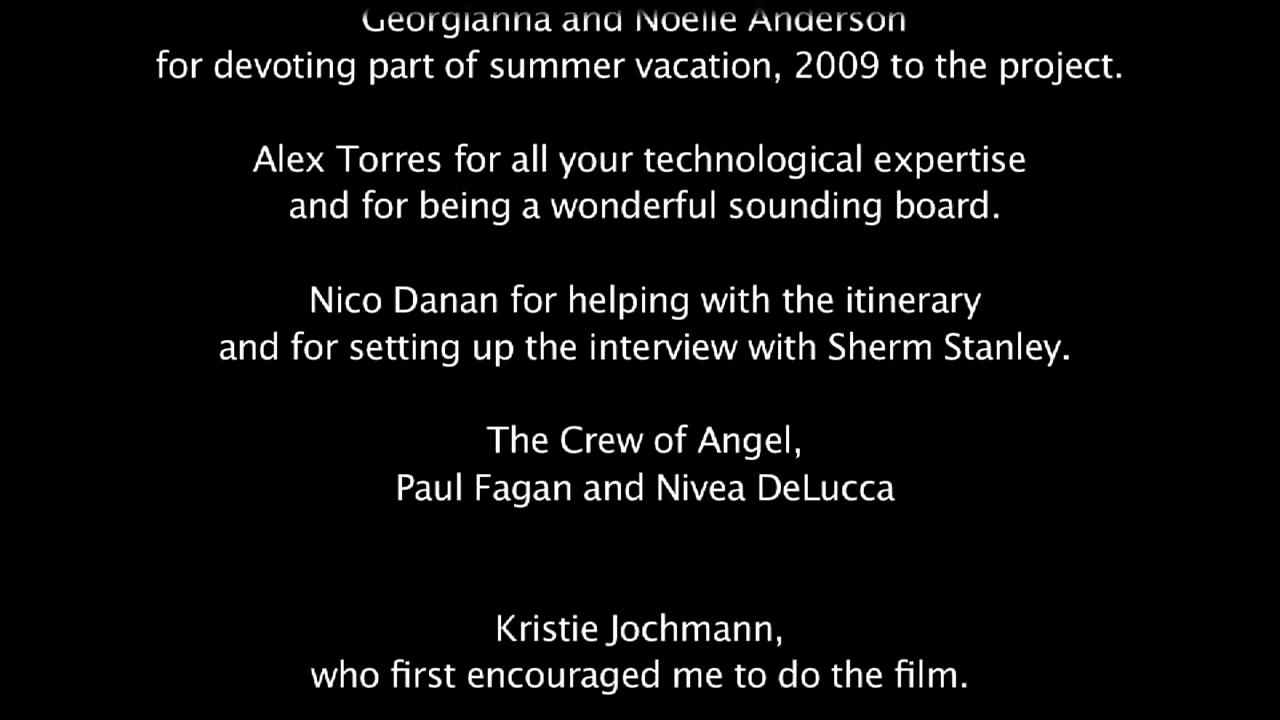 Georgianna and Noelle Anderson
for devoting part of summer vacation, 2009 to the project.
Alex Torres for all your technological expertise
and for being a wonderful sounding board.
Nico Danan for helping with the itinerary
and for setting up the interview with Sherm Stanley.
The Crew of Angel,
Paul Fagan and Nivea DeLucca
Kristie Jochmann,
who first encouraged me to do the film.